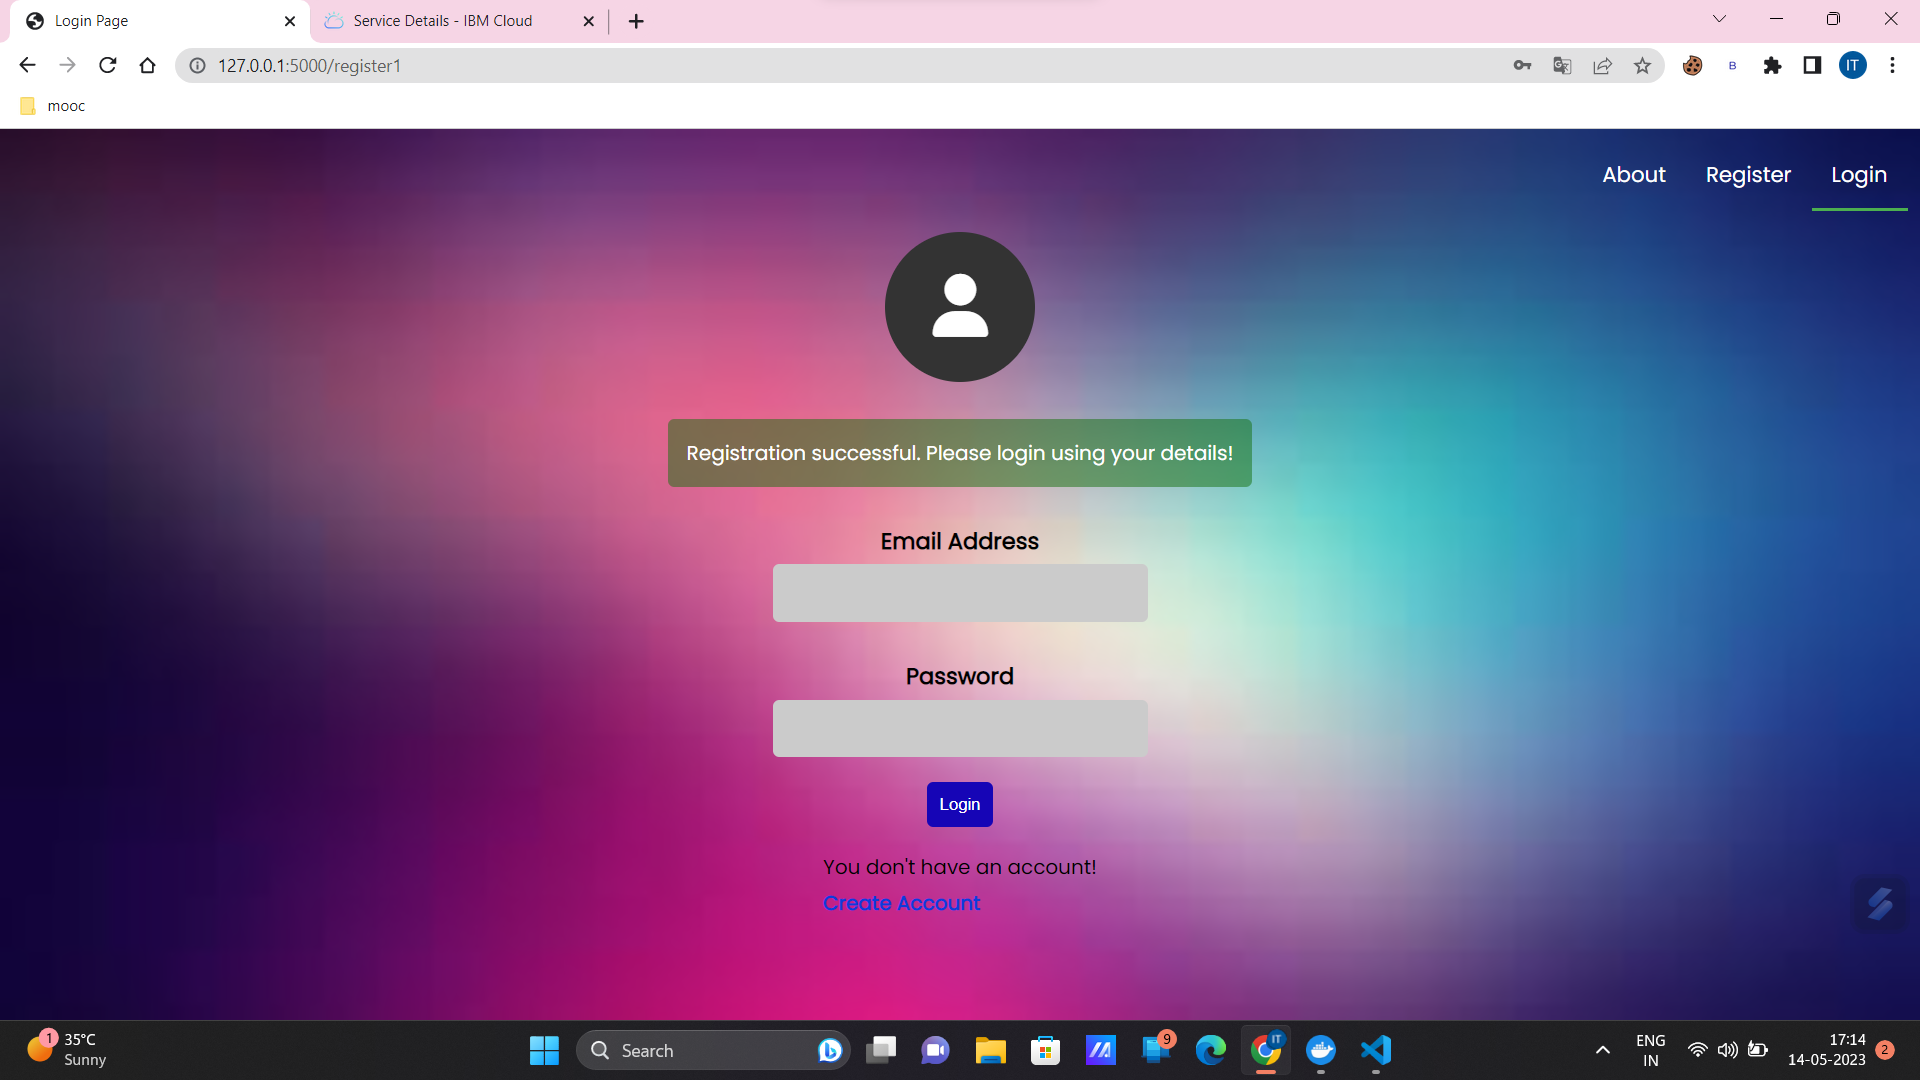 Login Page
Service Details - IBM Cloud
127.0.0.1:5000/register1
B
IT
mooc
About
Register
Login
Registration successful. Please login using your details!
Email Address
Password
Login
You don't have an account!
Create Account
1
35°C
Sunny
Search
9
IT
ENG
IN
17:14
14-05-2023
2